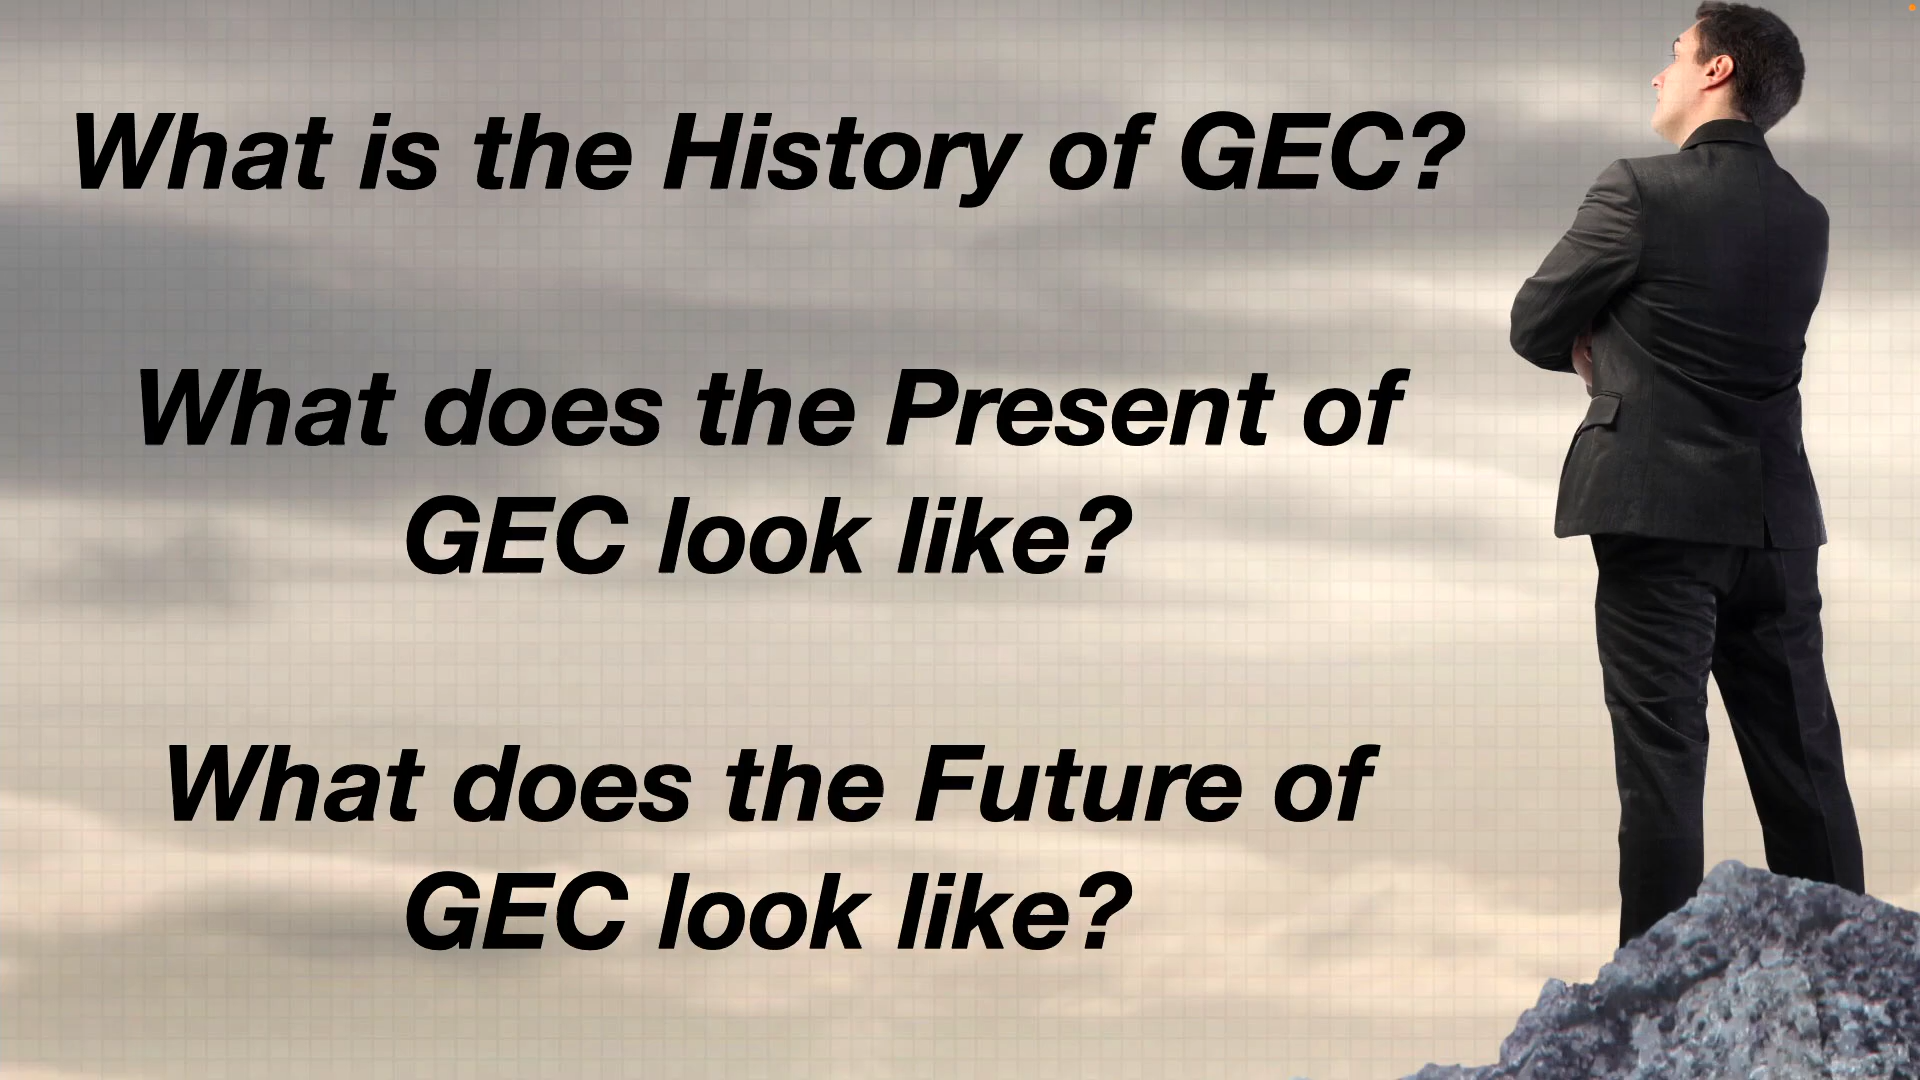 What is the History of GEC?
What does the Present of
GEC look like?
What does the Future of
GEC look like?